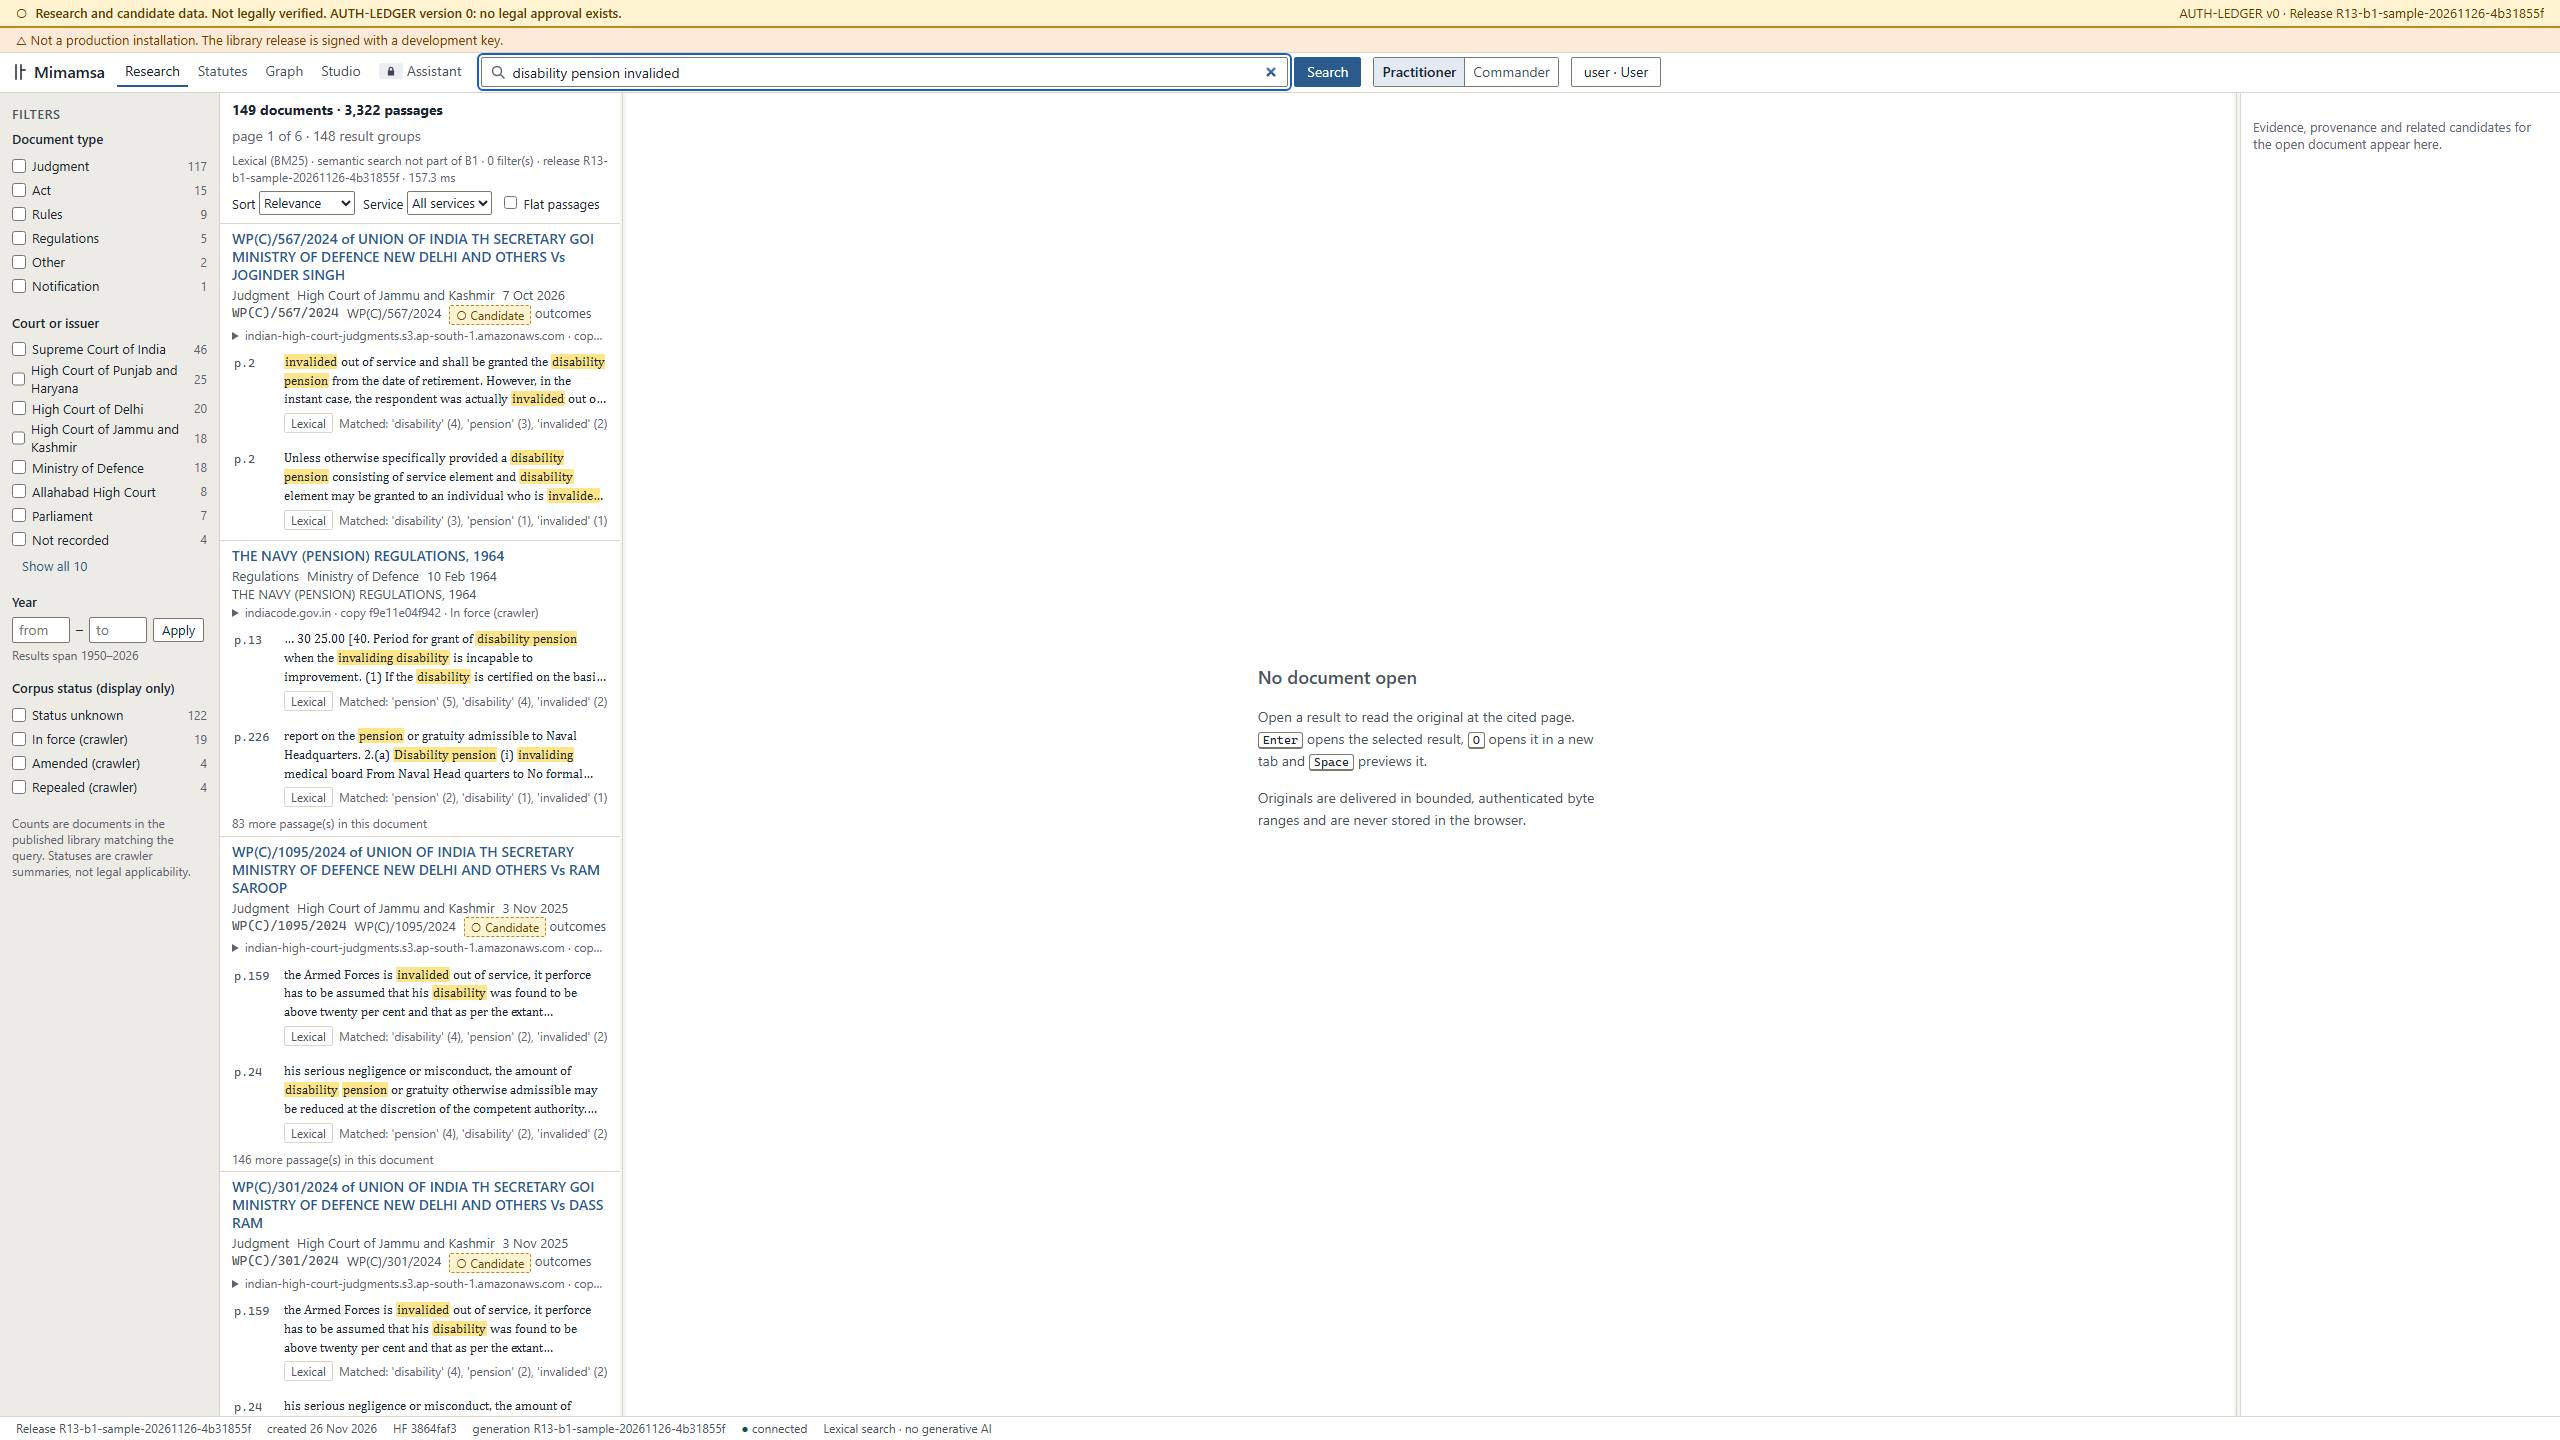 Research and candidate data. Not legally verified. AUTH-LEDGER version 0: no legal approval exists.
AUTH-LEDGER v0 · Release R13-b1-sample-20261126-4b31855f
⚠ Not a production installation. The library release is signed with a development key.
Mimamsa Research Statutes Graph Studio Assistant
disability pension invalided
Search
Practitioner Commander
user · User
FILTERS
Document type
Judgment 117
Act 15
Rules 9
Regulations 5
Other 2
Notification 1
Court or issuer
Supreme Court of India 46
High Court of Punjab and
Haryana 25
High Court of Delhi 20
High Court of Jammu and
Kashmir 18
Ministry of Defence 18
Allahabad High Court 8
Parliament 7
Not recorded 4
Show all 10
Year
from – to Apply
Results span 1950–2026
Corpus status (display only)
Status unknown 122
In force (crawler) 19
Amended (crawler) 4
Repealed (crawler) 4
Counts are documents in the
published library matching the
query. Statuses are crawler
summaries, not legal applicability.
149 documents · 3,322 passages
page 1 of 6 · 148 result groups
Lexical (BM25) · semantic search not part of B1 · 0 filter(s) · release R13-
b1-sample-20261126-4b31855f · 157.3 ms
Sort Relevance Service All services Flat passages
WP(C)/567/2024 of UNION OF INDIA TH SECRETARY GOI
MINISTRY OF DEFENCE NEW DELHI AND OTHERS Vs
JOGINDER SINGH
Judgment High Court of Jammu and Kashmir 7 Oct 2026
WP(C)/567/2024 WP(C)/567/2024 Candidate outcomes
indian-high-court-judgments.s3.ap-south-1.amazonaws.com · cop...
p.2 invalided out of service and shall be granted the disability
pension from the date of retirement. However, in the
instant case, the respondent was actually invalided out o...
Lexical Matched: 'disability' (4), 'pension' (3), 'invalided' (2)
p.2 Unless otherwise specifically provided a disability
pension consisting of service element and disability
element may be granted to an individual who is invalide...
Lexical Matched: 'disability' (3), 'pension' (1), 'invalided' (1)
THE NAVY (PENSION) REGULATIONS, 1964
Regulations Ministry of Defence 10 Feb 1964
THE NAVY (PENSION) REGULATIONS, 1964
indiacode.gov.in · copy f9e11e04f942 · In force (crawler)
p.13 ... 30 25.00 [40. Period for grant of disability pension
when the invaliding disability is incapable to
improvement. (1) If the disability is certified on the basi...
Lexical Matched: 'pension' (5), 'disability' (4), 'invalided' (2)
p.226 report on the pension or gratuity admissible to Naval
Headquarters. 2.(a) Disability pension (i) invaliding
medical board From Naval Head quarters to No formal...
Lexical Matched: 'pension' (2), 'disability' (1), 'invalided' (1)
83 more passage(s) in this document
WP(C)/1095/2024 of UNION OF INDIA TH SECRETARY
MINISTRY OF DEFENCE NEW DELHI AND OTHERS Vs RAM
SAROOP
Judgment High Court of Jammu and Kashmir 3 Nov 2025
WP(C)/1095/2024 WP(C)/1095/2024 Candidate outcomes
indian-high-court-judgments.s3.ap-south-1.amazonaws.com · cop...
p.159 the Armed Forces is invalided out of service, it perforce
has to be assumed that his disability was found to be
above twenty per cent and that as per the extant...
Lexical Matched: 'disability' (4), 'pension' (2), 'invalided' (2)
p.24 his serious negligence or misconduct, the amount of
disability pension or gratuity otherwise admissible may
be reduced at the discretion of the competent authority....
Lexical Matched: 'pension' (4), 'disability' (2), 'invalided' (2)
146 more passage(s) in this document
WP(C)/301/2024 of UNION OF INDIA TH SECRETARY GOI
MINISTRY OF DEFENCE NEW DELHI AND OTHERS Vs DASS
RAM
Judgment High Court of Jammu and Kashmir 3 Nov 2025
WP(C)/301/2024 WP(C)/301/2024 Candidate outcomes
indian-high-court-judgments.s3.ap-south-1.amazonaws.com · cop...
p.159 the Armed Forces is invalided out of service, it perforce
has to be assumed that his disability was found to be
above twenty per cent and that as per the extant...
Lexical Matched: 'disability' (4), 'pension' (2), 'invalided' (2)
p.24 his serious negligence or misconduct, the amount of
No document open
Open a result to read the original at the cited page.
Enter opens the selected result, O opens it in a new
tab and Space previews it.
Originals are delivered in bounded, authenticated byte
ranges and are never stored in the browser.
Evidence, provenance and related candidates for
the open document appear here.
Release R13-b1-sample-20261126-4b31855f created 26 Nov 2026 HF 3864faf3 generation R13-b1-sample-20261126-4b31855f ● connected Lexical search · no generative AI